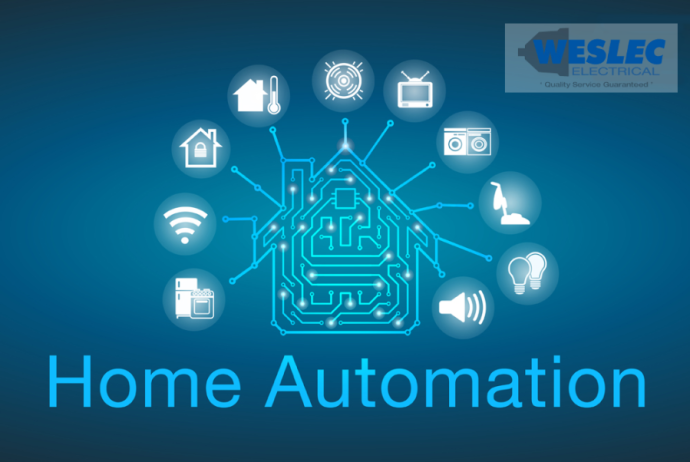 WESLEC
ELECTRICAL
" Quality Service Guaranteed "
Home Automation